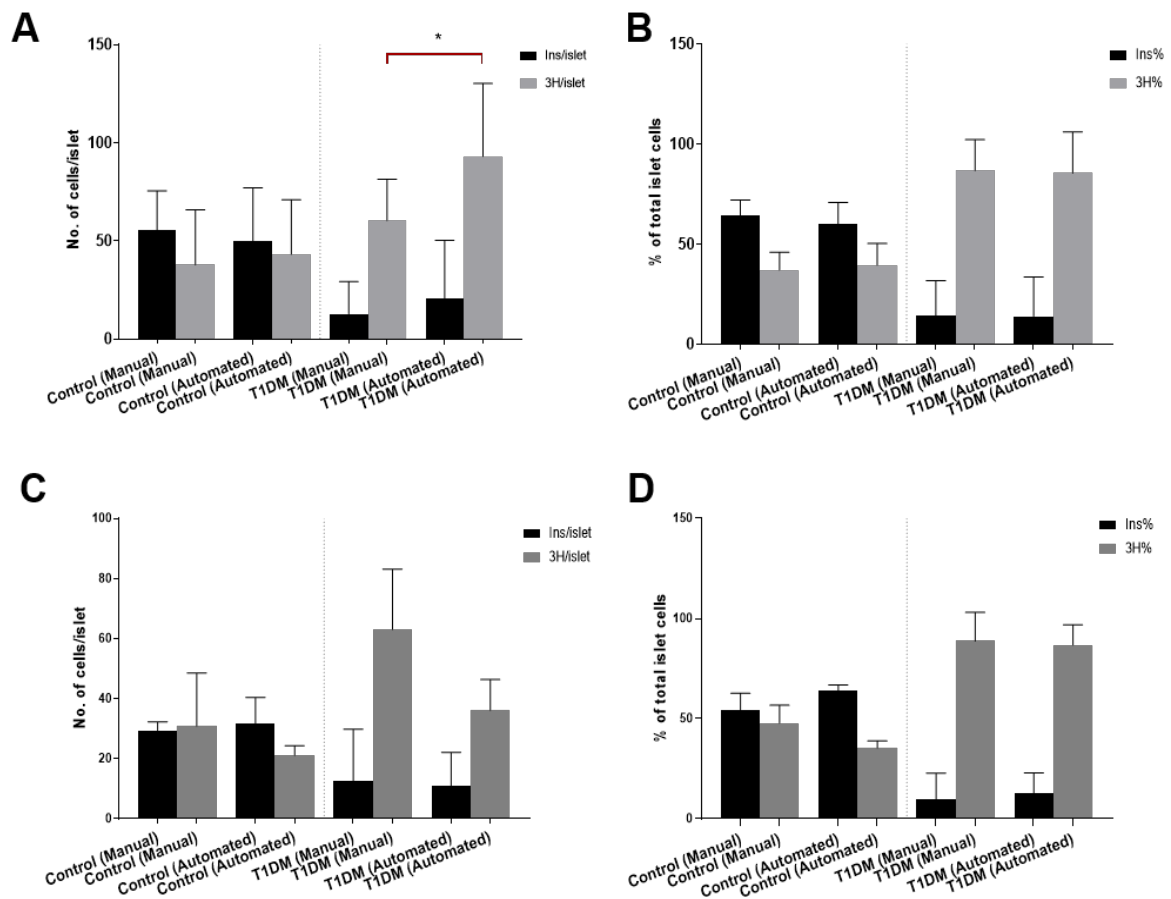 A
No. of cells/islet
150
100
50
0
*
Ins/islet
3H/islet
Control (Manual)
Control (Manual)
Control (Automated)
Control (Automated)
T1DM (Manual)
T1DM (Manual)
T1DM (Automated)
T1DM (Automated)
B
% of total islet cells
150
100
50
0
Ins%
3H%
Control (Manual)
Control (Manual)
Control (Automated)
Control (Automated)
T1DM (Manual)
T1DM (Manual)
T1DM (Automated)
T1DM (Automated)
C
No. of cells/islet
100
80
60
40
20
0
Ins/islet
3H/islet
Control (Manual)
Control (Manual)
Control (Automated)
Control (Automated)
T1DM (Manual)
T1DM (Manual)
T1DM (Automated)
T1DM (Automated)
D
% of total islet cells
150
100
50
0
Ins%
3H%
Control (Manual)
Control (Manual)
Control (Automated)
Control (Automated)
T1DM (Manual)
T1DM (Manual)
T1DM (Automated)
T1DM (Automated)